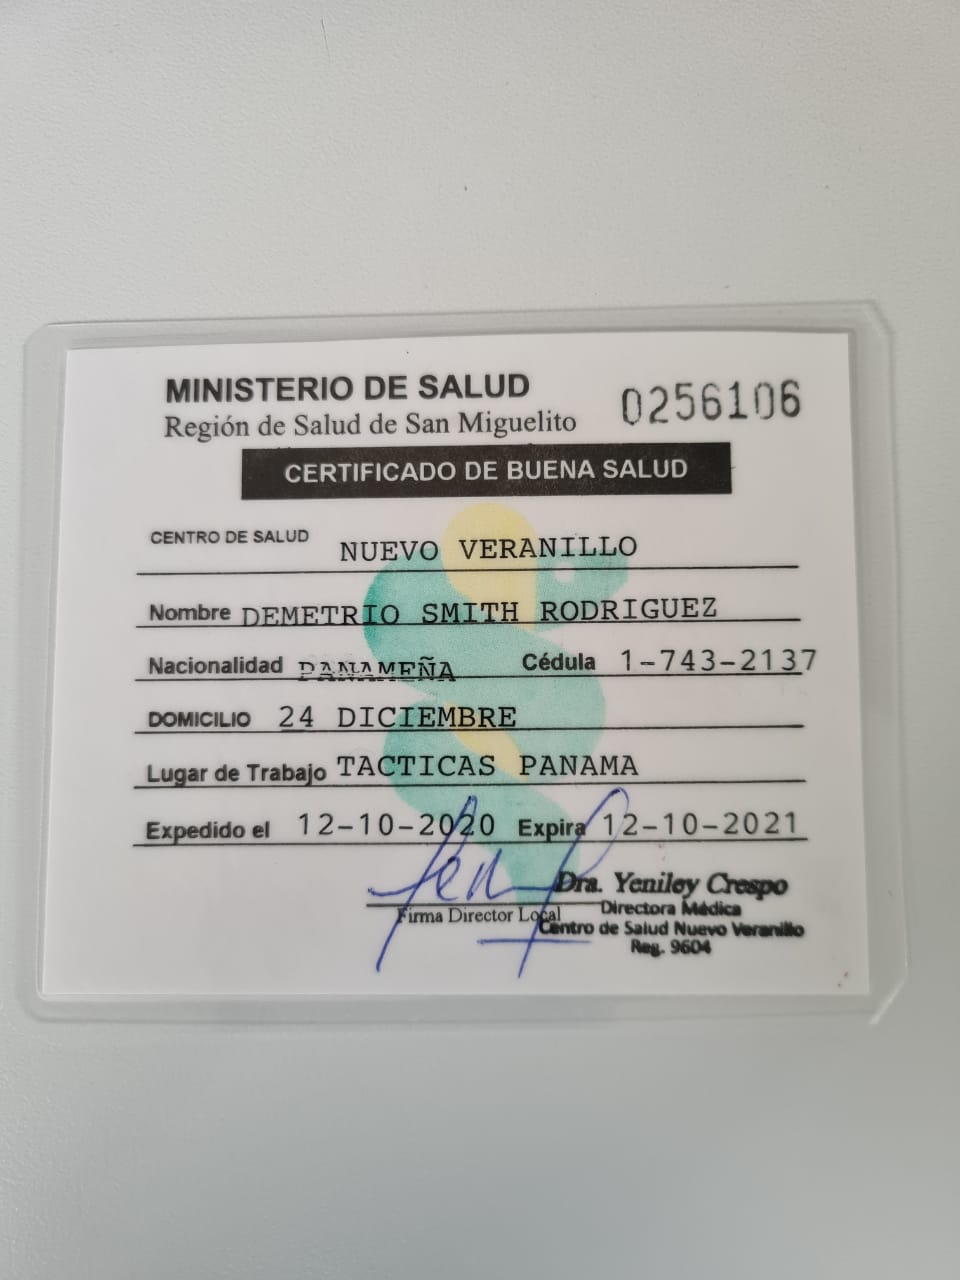 MINISTERIO DE SALUD
Región de Salud de San Miguelito
0256106
CERTIFICADO DE BUENA SALUD
CENTRO DE SALUD NUEVO VERANILLO
Nombre DEMETRIO SMITH RODRIGUEZ
Nacionalidad PANAMEÑA Cédula 1-743-2137
DOMICILIO 24 DICIEMBRE
Lugar de Trabajo TACTICAS PANAMA
Expedido el 12-10-2020 Expira 12-10-2021
Firma Director Local
Dra. Yeniley Crespo
Directora Médica
Centro de Salud Nuevo Veranillo
Reg. 9604